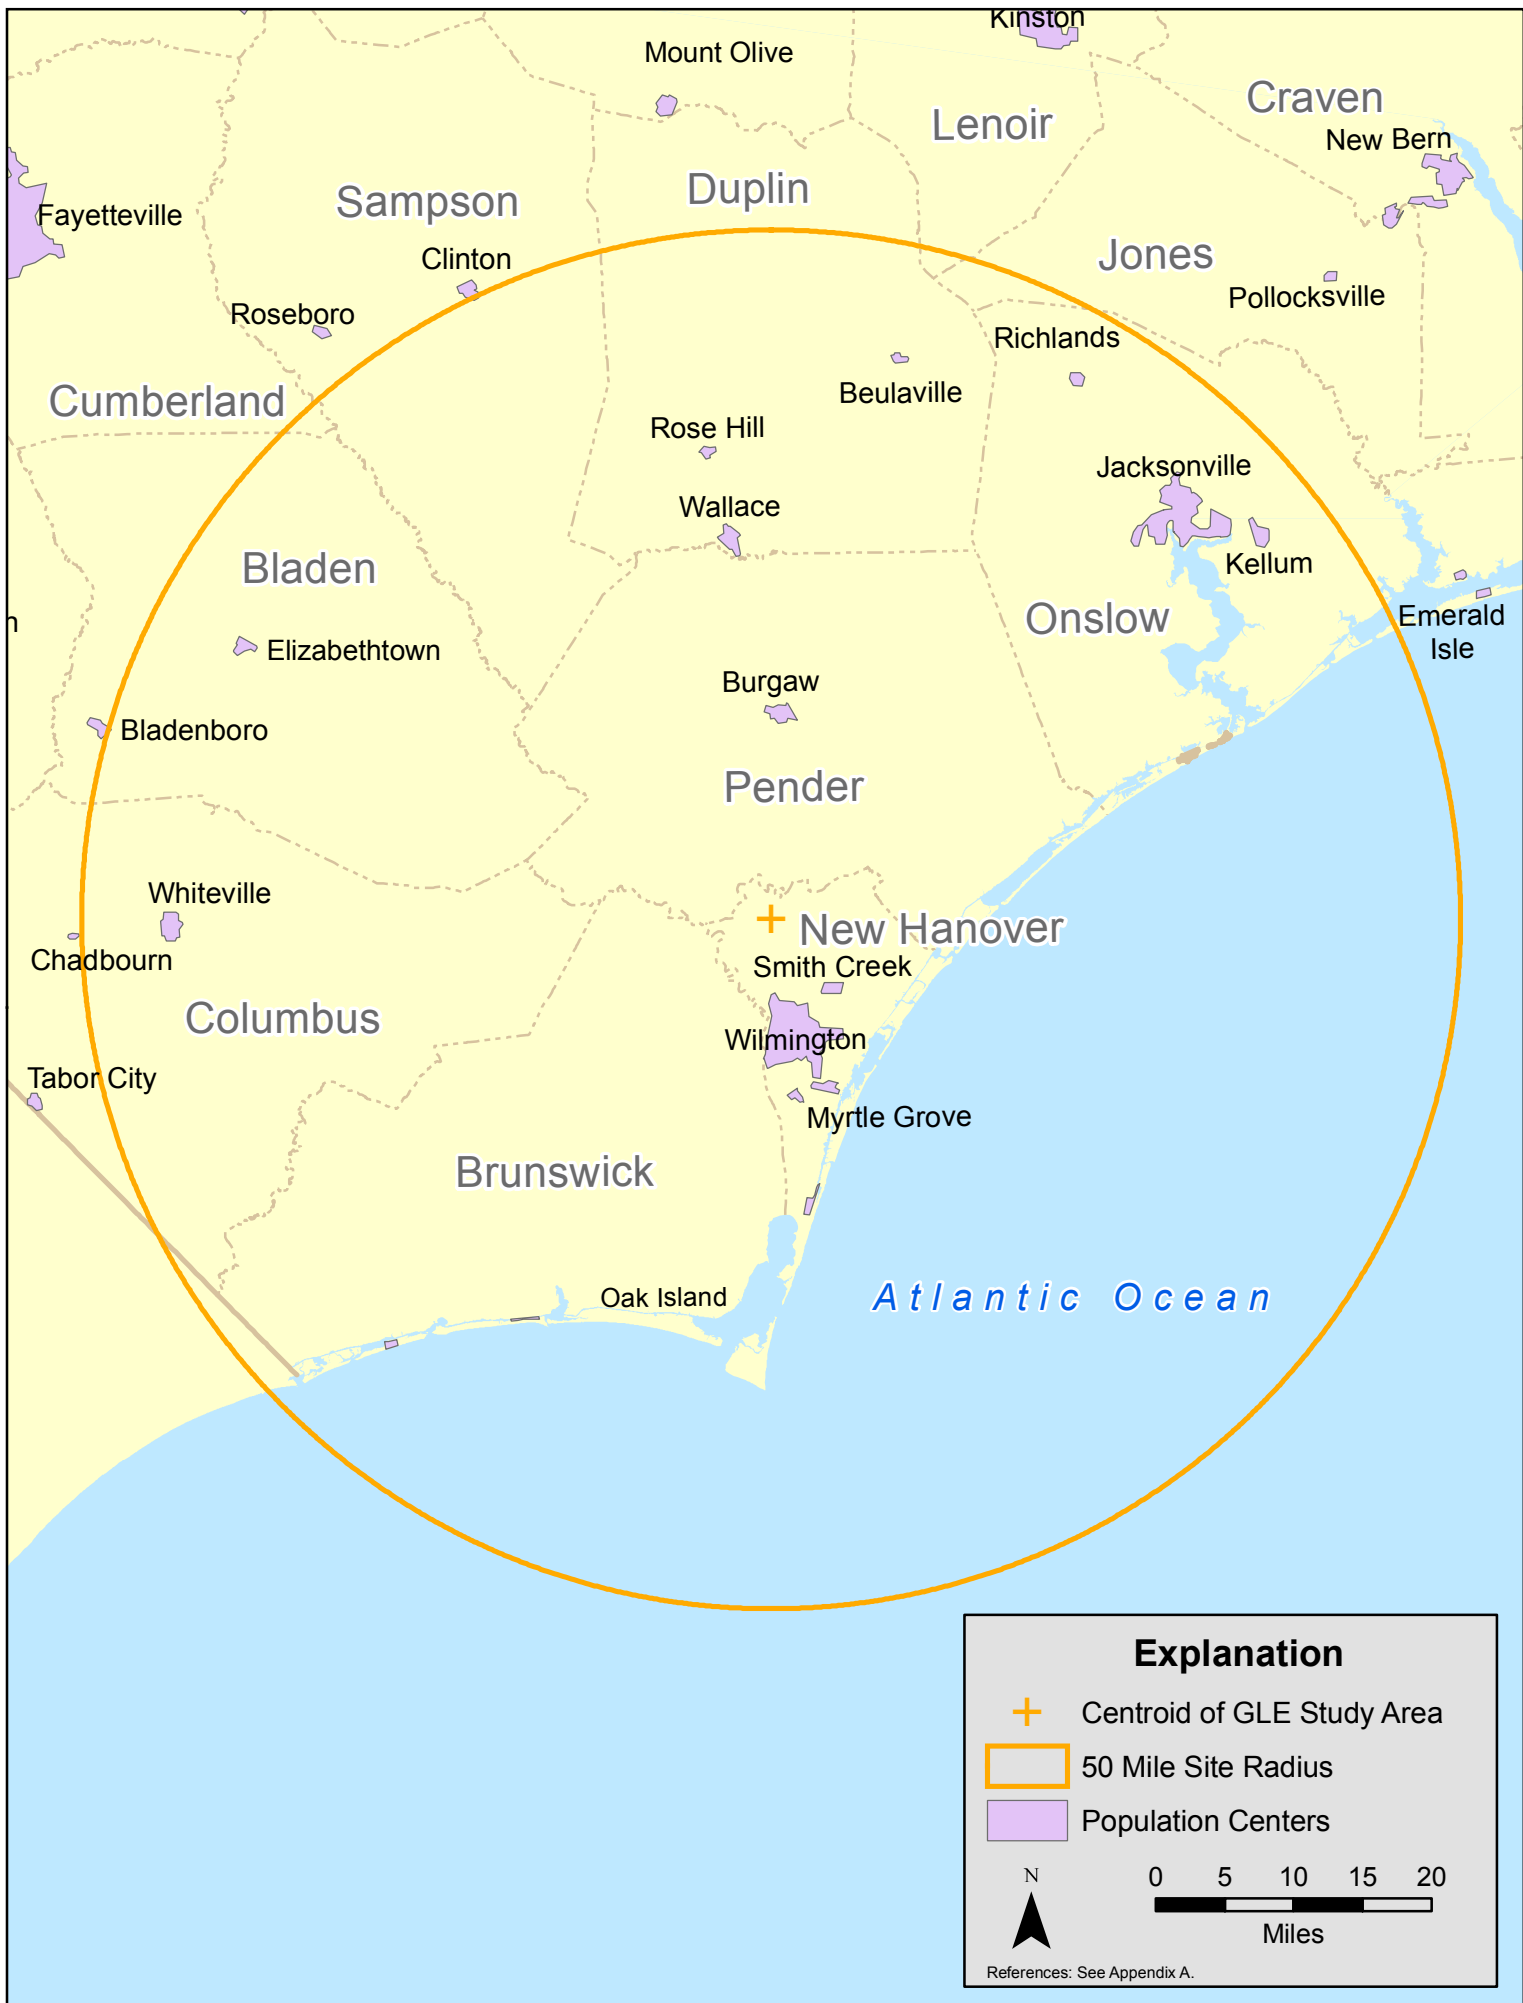 Kinston
Mount Olive
Craven
Lenoir
New Bern
Duplin
Sampson
Fayetteville
Jones
Clinton
Pollocksville
Roseboro
Richlands
Beulaville
Cumberland
Rose Hill
Jacksonville
Wallace
Kellum
Bladen
Onslow
Emerald
Isle
Elizabethtown
Burgaw
Bladenboro
Pender
Whiteville
New Hanover
Chadbourn
Smith Creek
Columbus
Wilmington
Tabor City
Myrtle Grove
Brunswick
Oak Island
Atlantic Ocean
Explanation
Centroid of GLE Study Area
50 Mile Site Radius
Population Centers
N
0 5 10 15 20
Miles
References: See Appendix A.